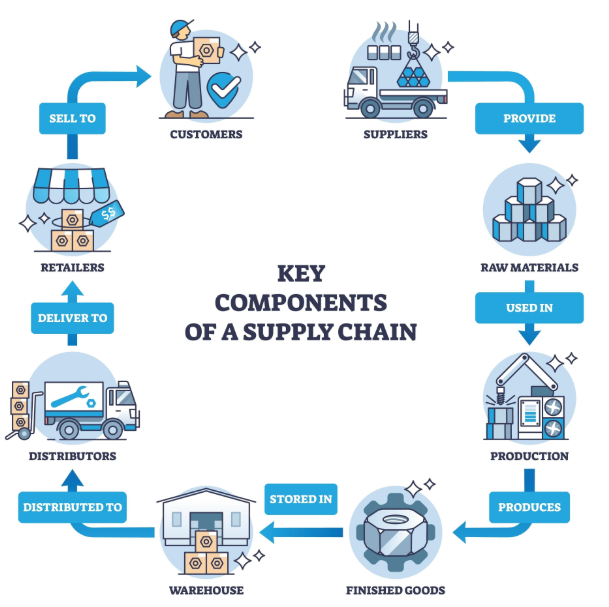 CUSTOMERS
SUPPLIERS
PROVIDE
RAW MATERIALS
USED IN
PRODUCTION
PRODUCES
FINISHED GOODS
STORED IN
WAREHOUSE
DISTRIBUTED TO
DISTRIBUTORS
DELIVER TO
RETAILERS
$$
SELL TO
KEY
COMPONENTS
OF A SUPPLY CHAIN